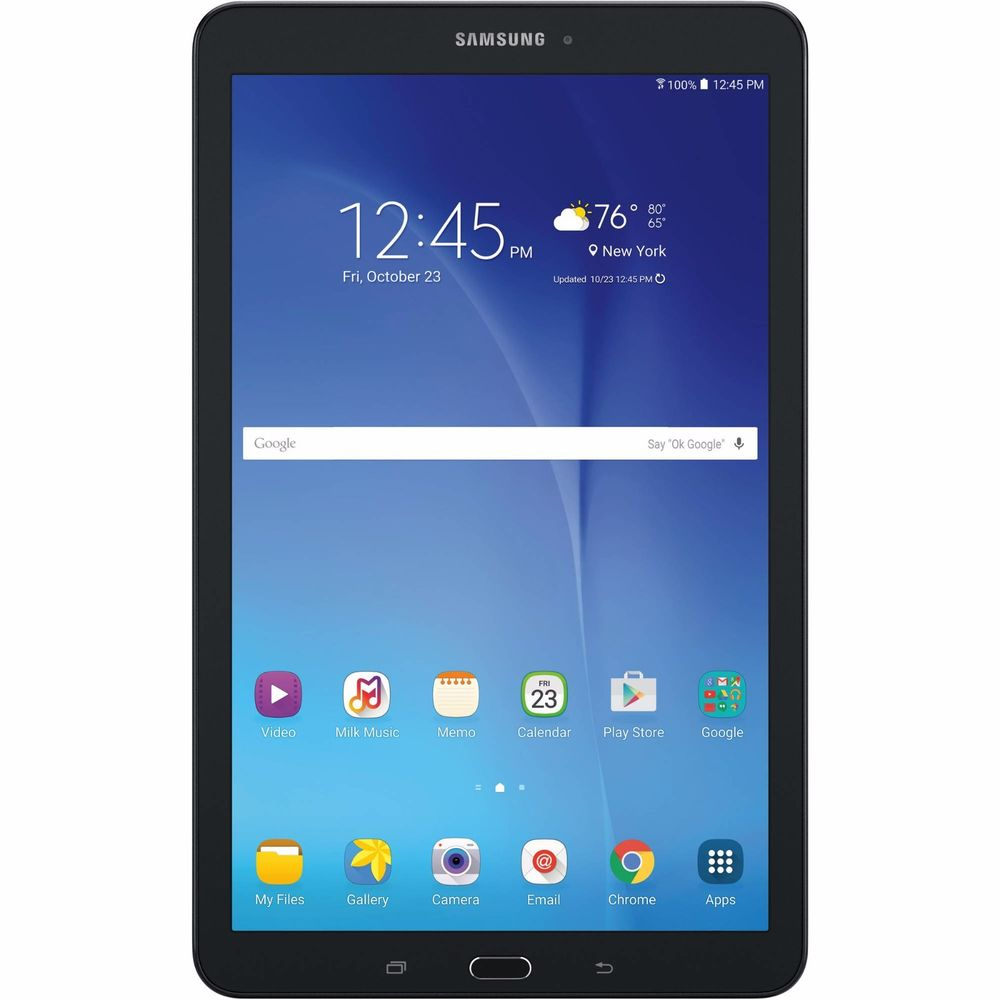 SAMSUNG
100% 12:45 PM
12:45 PM
Fri, October 23
76° 80°
65°
New York
Updated 10/23 12:45 PM
Google Say "Ok Google"
FRI
23
Video Milk Music Memo Calendar Play Store Google
@
My Files Gallery Camera Email Chrome Apps